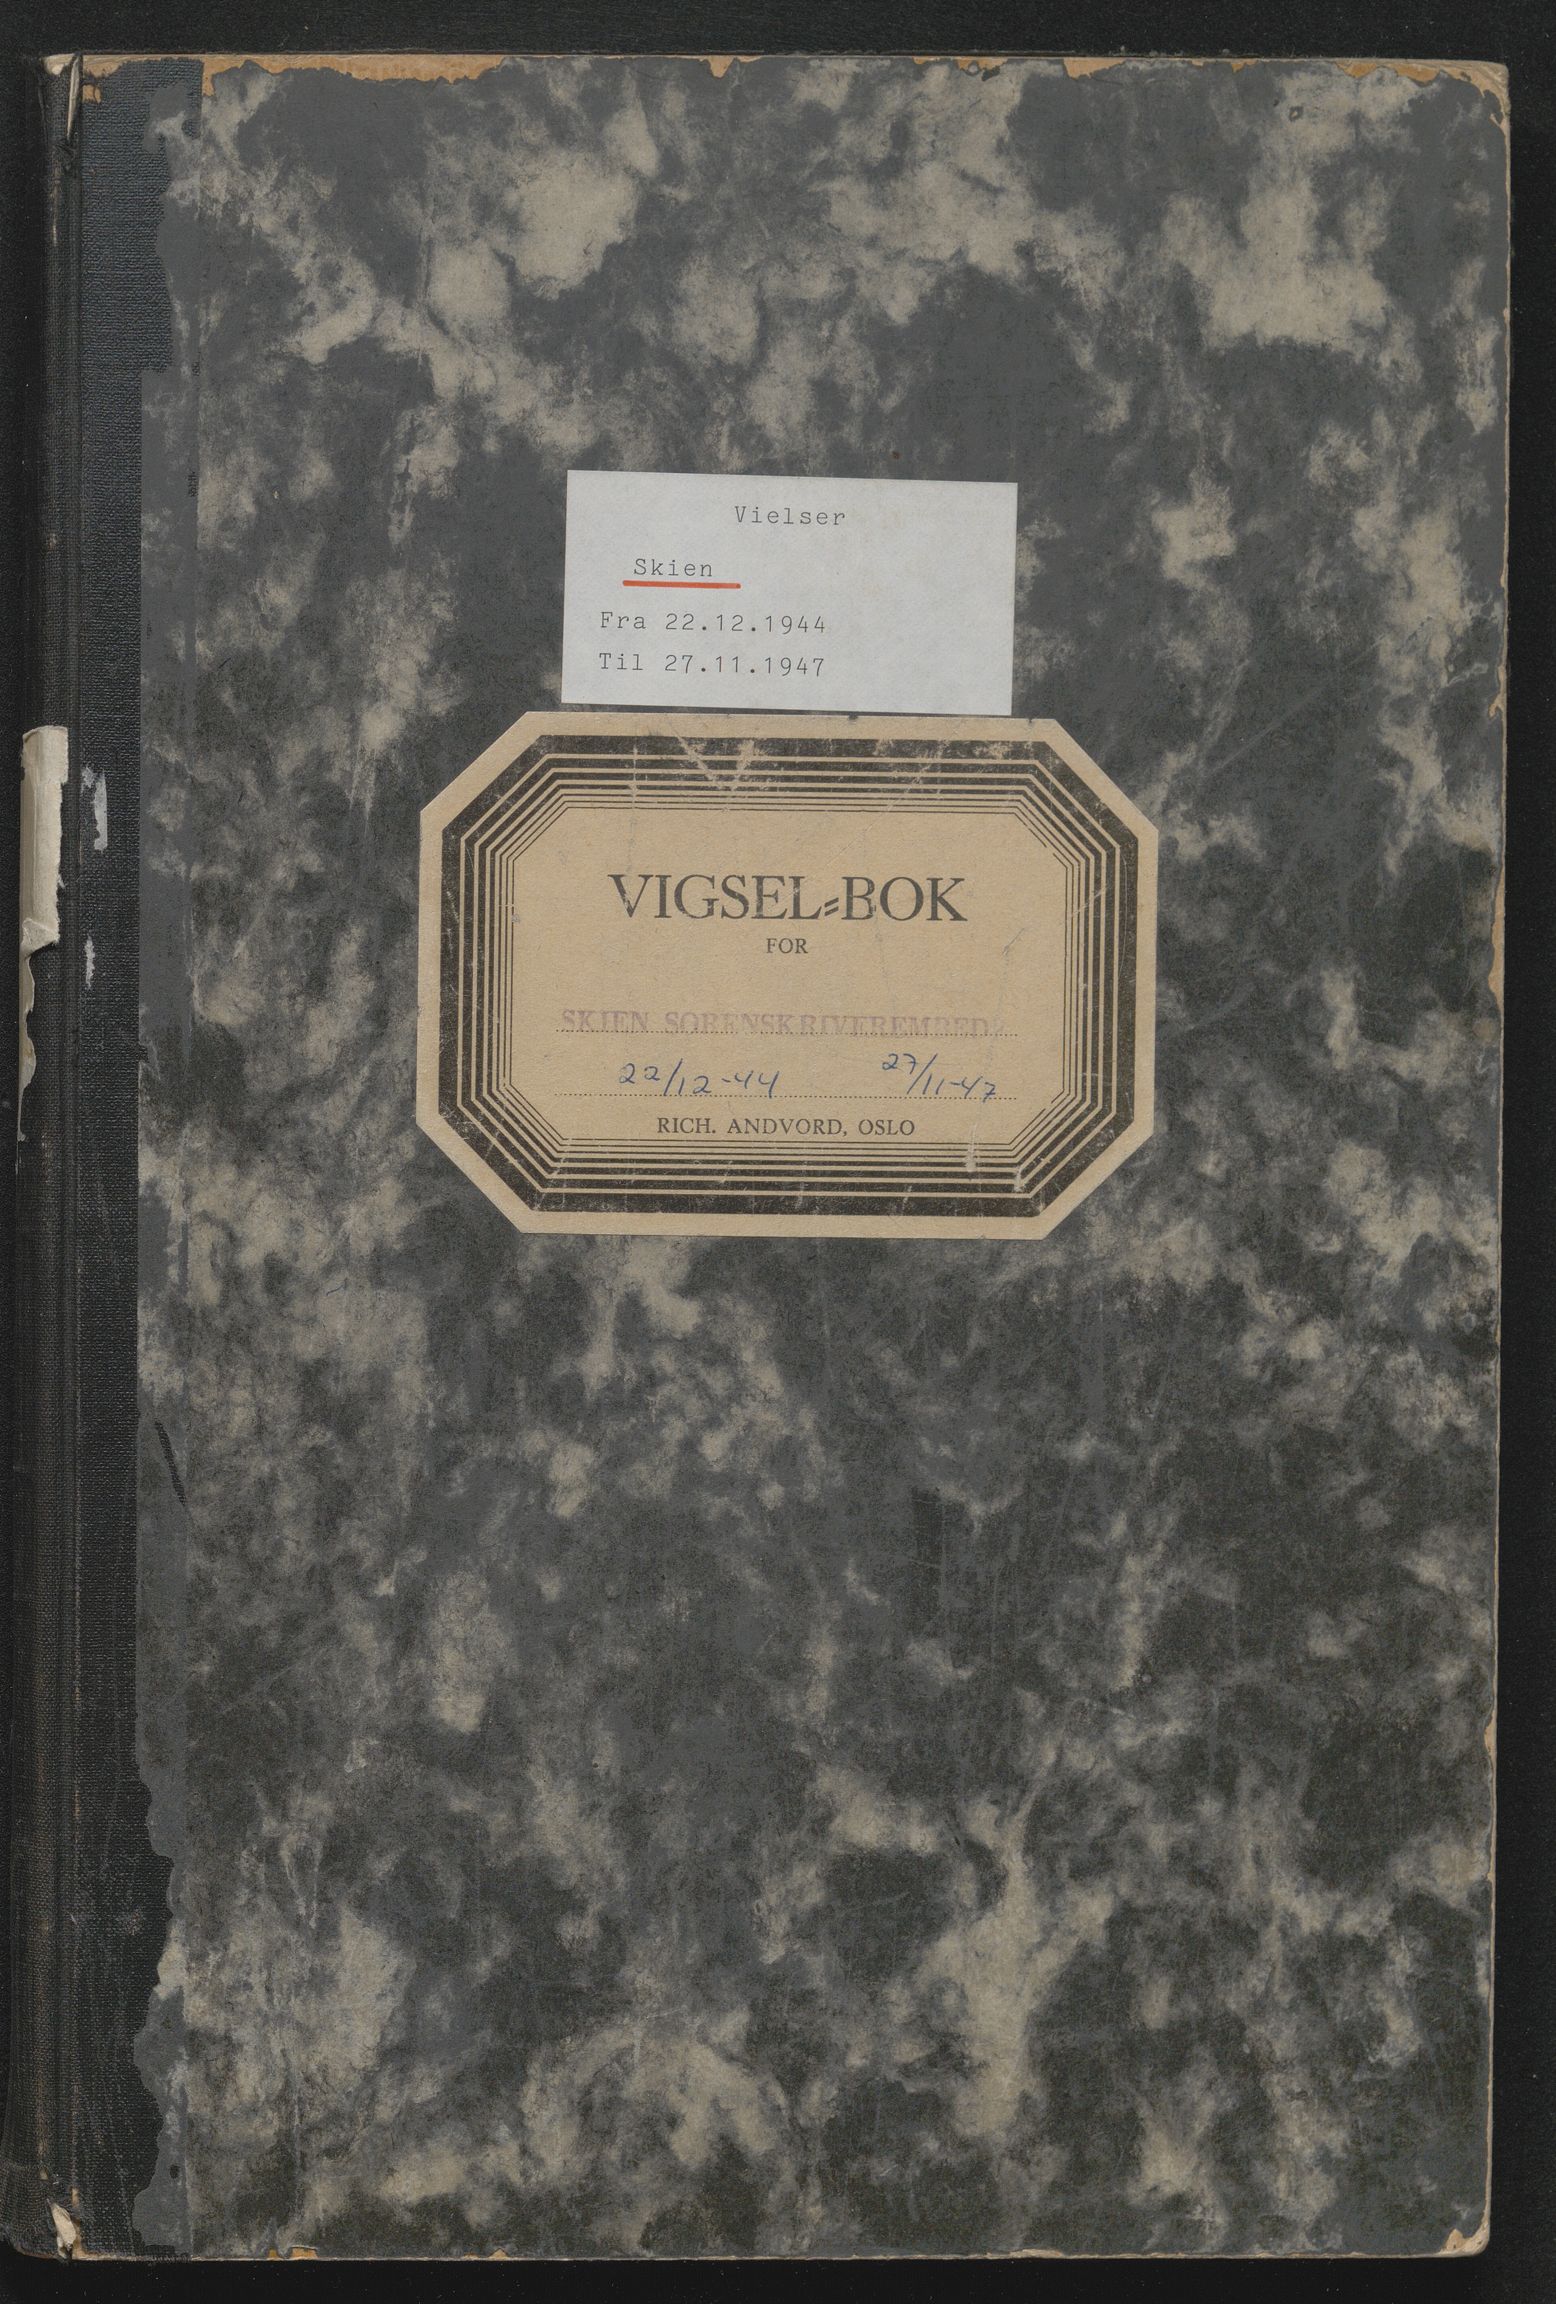 Vielser
Skien
Fra 22.12.1944
Til 27.11.1947
VIGSEL=BOK
FOR
SKIEN SORENSKRIVEREMBEDE
22/12-44 27/11-47
RICH. ANDVORD, OSLO